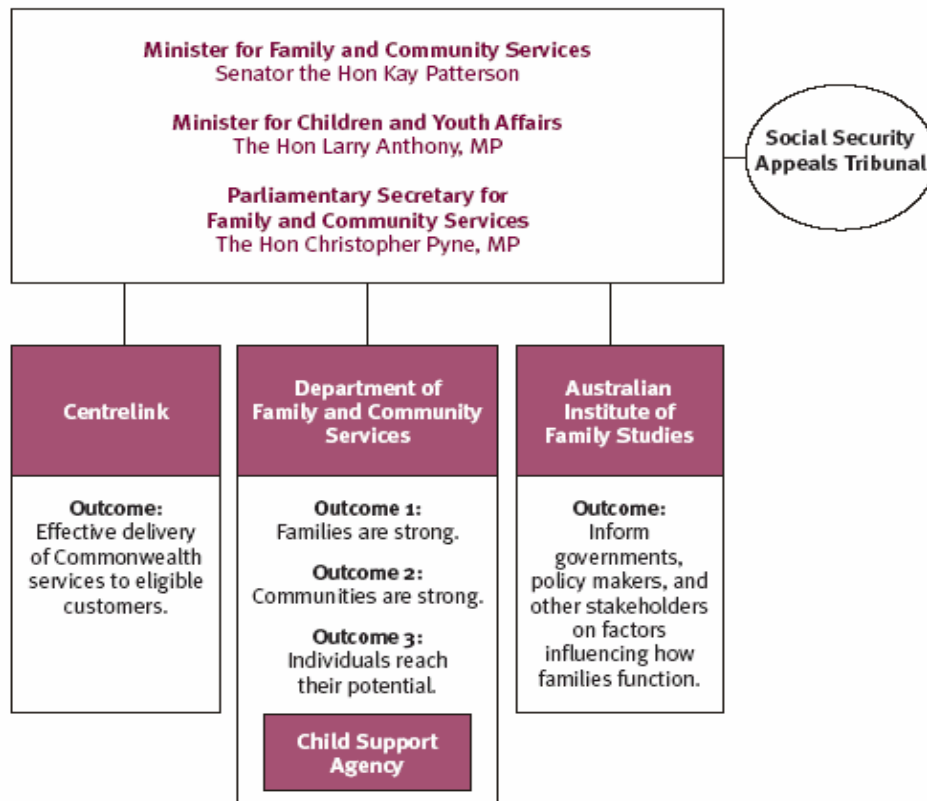 Minister for Family and Community Services
Senator the Hon Kay Patterson
Minister for Children and Youth Affairs
The Hon Larry Anthony, MP
Parliamentary Secretary for
Family and Community Services
The Hon Christopher Pyne, MP
Social Security
Appeals Tribunal
Centrelink
Outcome:
Effective delivery
of Commonwealth
services to eligible
customers.
Department of
Family and Community
Services
Outcome 1:
Families are strong.
Outcome 2:
Communities are strong.
Outcome 3:
Individuals reach
their potential.
Child Support
Agency
Australian
Institute of
Family Studies
Outcome:
Inform
governments,
policy makers, and
other stakeholders
on factors
influencing how
families function.